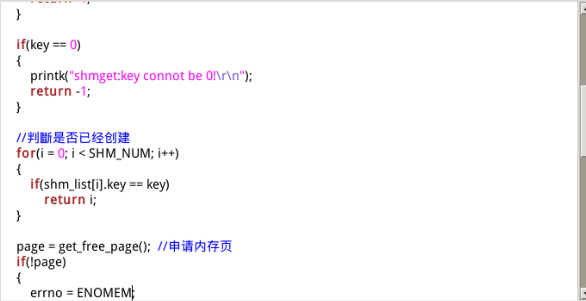 }
if(key == 0)
{
printk("shmget:key connot be 0!\r\n");
return -1;
}
//判斷是否已经创建
for(i = 0; i < SHM_NUM; i++)
{
if(shm_list[i].key == key)
return i;
}
page = get_free_page(); //申请内存页
if(!page)
{
errno = ENOMEM;